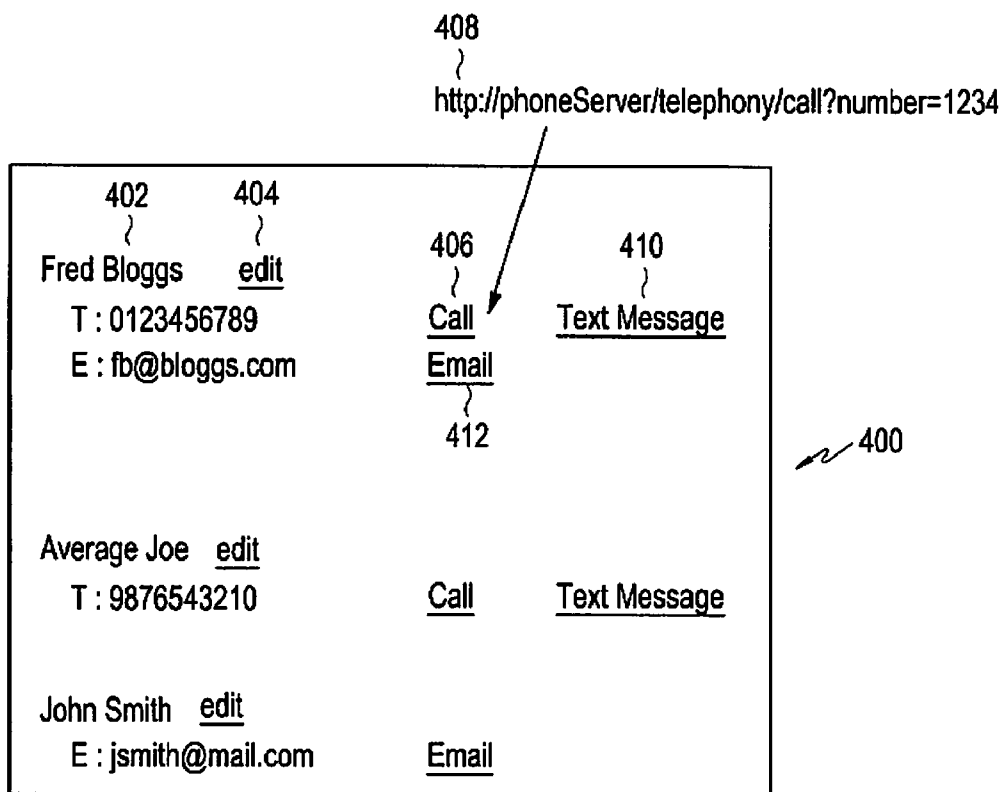 408
http://phoneServer/telephony/call?number=1234
402 404
406 410
Fred Bloggs edit
T : 0123456789 Call Text Message
E : fb@bloggs.com Email
412
400
Average Joe edit
T : 9876543210 Call Text Message
John Smith edit
E : jsmith@mail.com Email